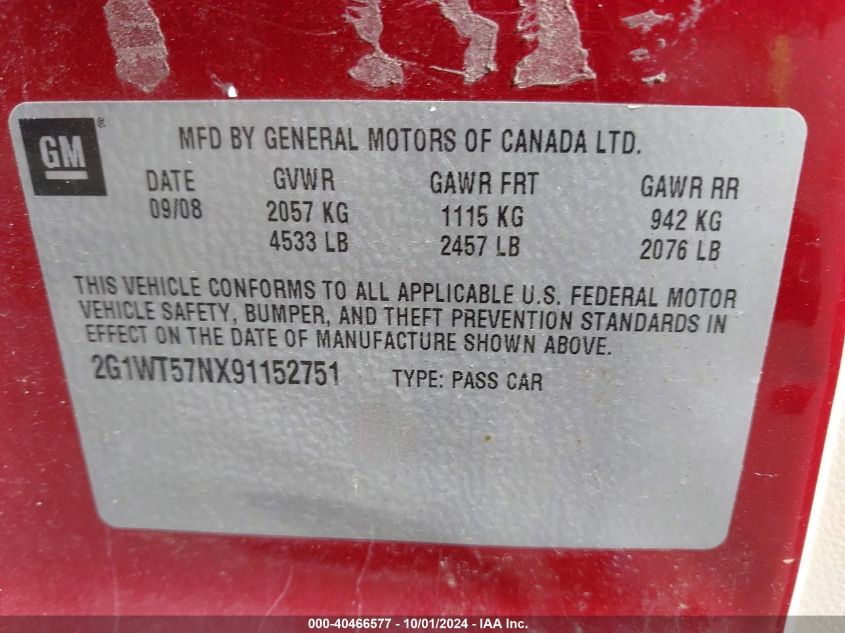 GM®
MFD BY GENERAL MOTORS OF CANADA LTD.
DATE GVWR GAWR FRT GAWR RR
09/08 2057 KG 1115 KG 942 KG
4533 LB 2457 LB 2076 LB
THIS VEHICLE CONFORMS TO ALL APPLICABLE U.S. FEDERAL MOTOR
VEHICLE SAFETY, BUMPER, AND THEFT PREVENTION STANDARDS IN
EFFECT ON THE DATE OF MANUFACTURE SHOWN ABOVE.
2G1WT57NX91152751 TYPE: PASS CAR
000-40466577 - 10/01/2024 - IAA Inc.